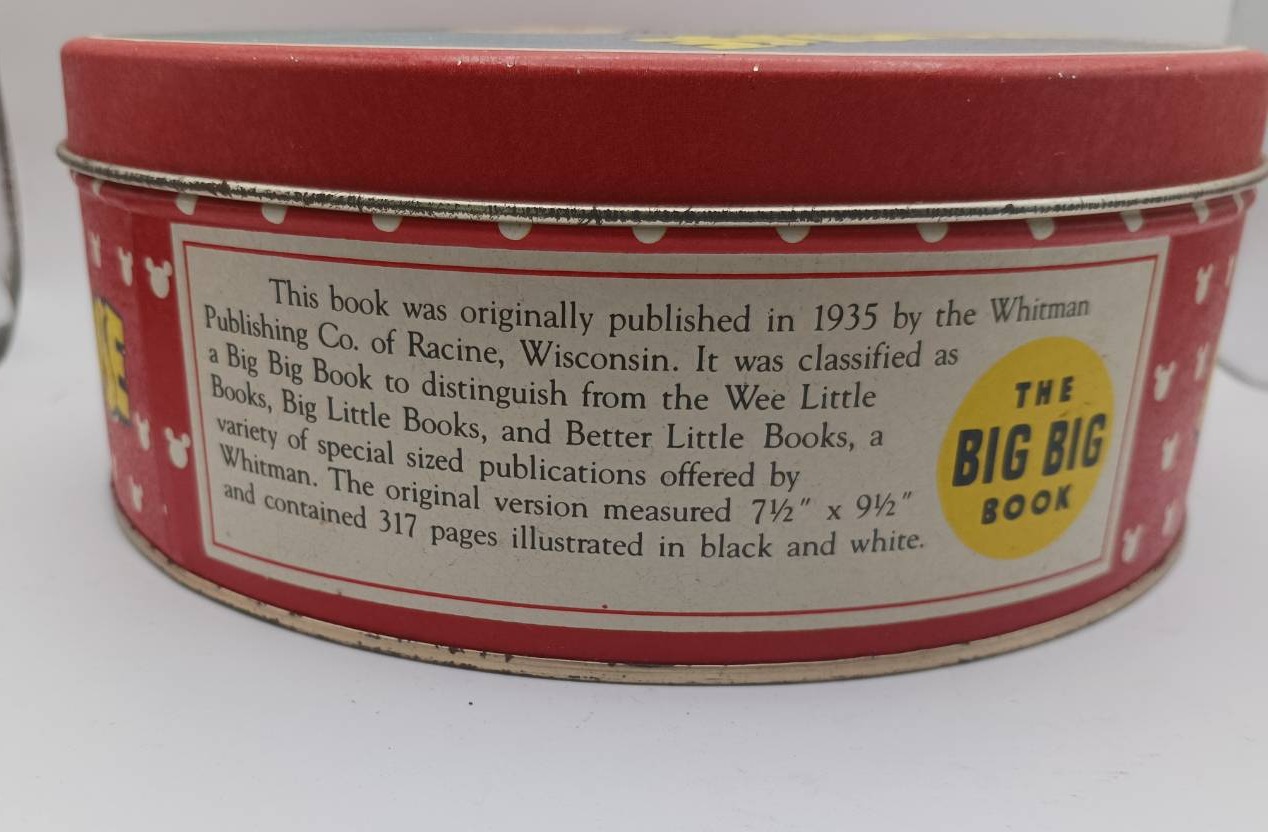 This book was originally published in 1935 by the Whitman
Publishing Co. of Racine, Wisconsin. It was classified as
a Big Big Book to distinguish from the Wee Little
Books, Big Little Books, and Better Little Books, a
variety of special sized publications offered by
Whitman. The original version measured 7½" x 9½"
and contained 317 pages illustrated in black and white.
THE
BIG BIG
BOOK